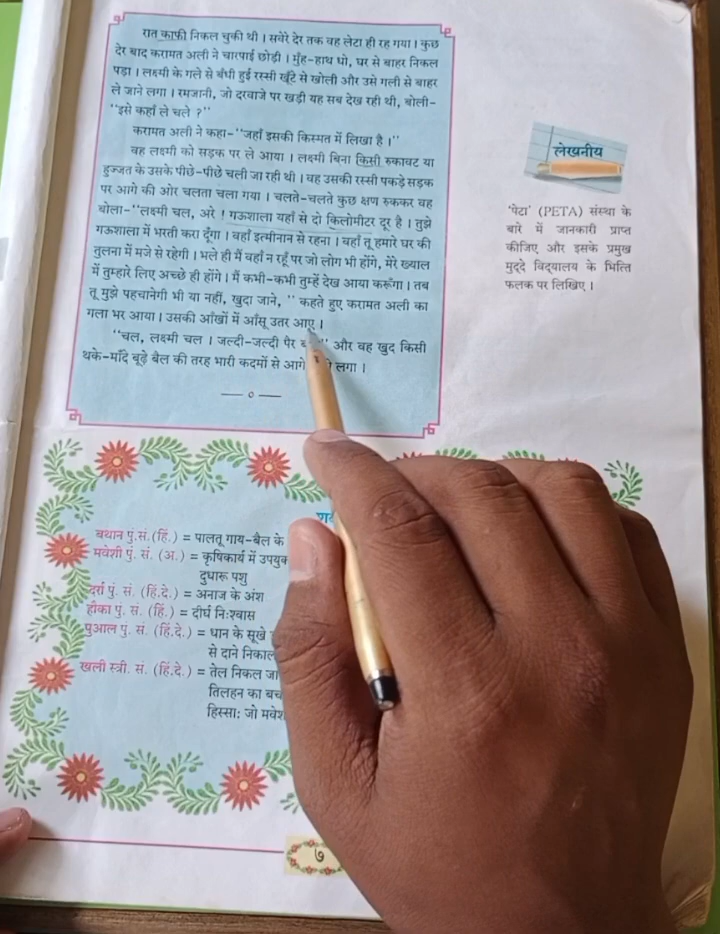 रात काफी निकल चुकी थी । सवेरे देर तक वह लेटा ही रह गया । कुछ
देर बाद करामत अली ने चारपाई छोड़ी । मुँह-हाथ धो, घर से बाहर निकल
पड़ा । लक्ष्मी के गले से बँधी हुई रस्सी खूँटे से खोली और उसे गली से बाहर
ले जाने लगा । रमजानी, जो दरवाजे पर खड़ी यह सब देख रही थी, बोली-
"इसे कहाँ ले चले ?"
करामत अली ने कहा-"जहाँ इसकी किस्मत में लिखा है ।"
वह लक्ष्मी को सड़क पर ले आया । लक्ष्मी बिना किसी रुकावट या
हुज्जत के उसके पीछे-पीछे चली जा रही थी । वह उसकी रस्सी पकड़े सड़क
पर आगे की ओर चलता चला गया । चलते-चलते कुछ क्षण रुककर वह
बोला-"लक्ष्मी चल, अरे ! गऊशाला यहाँ से दो किलोमीटर दूर है । तुझे
गऊशाला में भरती करा दूँगा । वहाँ इत्मीनान से रहना । वहाँ तू हमारे घर की
तुलना में मजे से रहेगी । भले ही मैं वहाँ न रहूँ पर जो लोग भी होंगे, मेरे ख्याल
में तुम्हारे लिए अच्छे ही होंगे । मैं कभी-कभी तुम्हें देख आया करूँगा । तब
तू मुझे पहचानेगी भी या नहीं, खुदा जाने, " कहते हुए करामत अली का
गला भर आया । उसकी आँखों में आँसू उतर आए ।
"चल, लक्ष्मी चल । जल्दी-जल्दी पैर " और वह खुद किसी
थके-माँदे बूढ़े बैल की तरह भारी कदमों से लगा ।
— ० —
लेखनीय
'पेटा' (PETA) संस्था के
बारे में जानकारी प्राप्त
कीजिए और इसके प्रमुख
मुद्दे विद्यालय के भित्ति
फलक पर लिखिए ।
बथान पुं.सं.(हिं.) = पालतू गाय-बैल के
मवेशी पुं. सं. (अ.) = कृषिकार्य में
दुधारू पशु
दर्रा पुं. सं. (हिं.दे.) = अनाज के अंश
हौका पुं. सं. (हिं.) = दीर्घ निःश्वास
पुआल पुं. सं. (हिं.दे.) = धान के सूखे
से दाने
खली स्त्री. सं. (हिं.दे.) = तेल निकल
तिलहन का
हिस्सा; जो
७